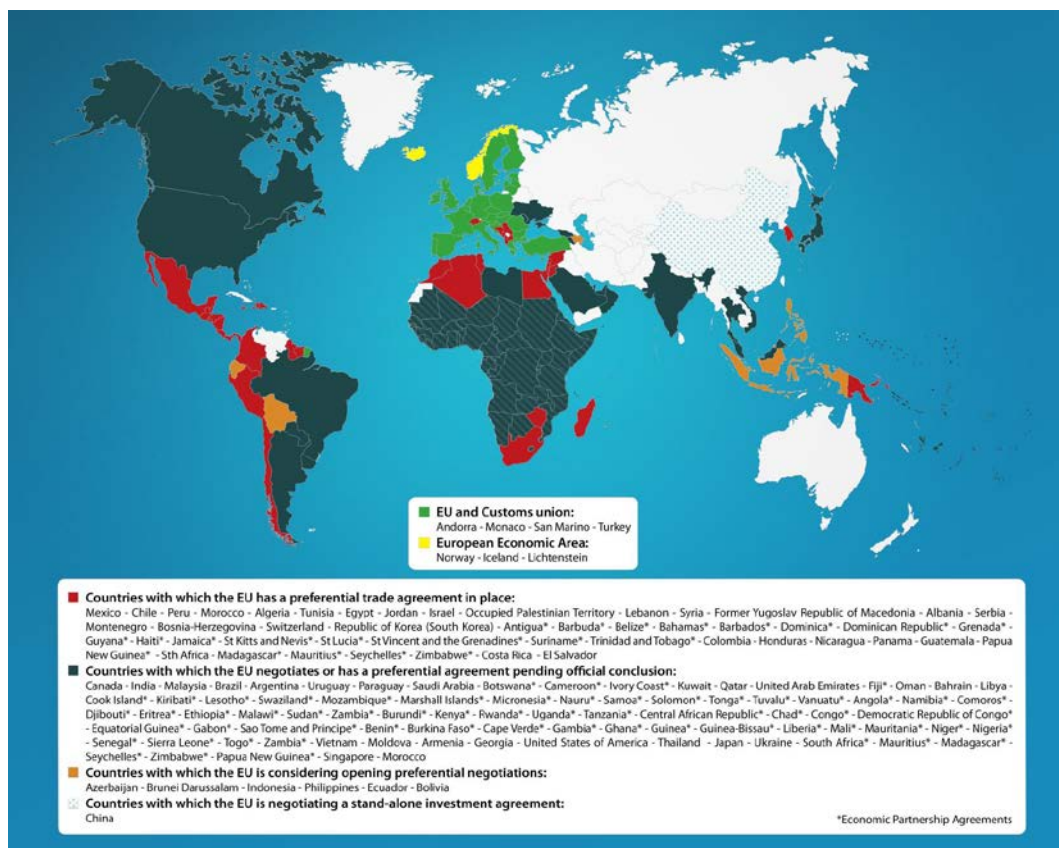 EU and Customs union:
Andorra - Monaco - San Marino - Turkey
European Economic Area:
Norway - Iceland - Lichtenstein
Countries with which the EU has a preferential trade agreement in place:
Mexico - Chile - Peru - Morocco - Algeria - Tunisia - Egypt - Jordan - Israel - Occupied Palestinian Territory - Lebanon - Syria - Former Yugoslav Republic of Macedonia - Albania - Serbia -
Montenegro - Bosnia-Herzegovina - Switzerland - Republic of Korea (South Korea) - Antigua* - Barbuda* - Belize* - Bahamas* - Barbados* - Dominica* - Dominican Republic* - Grenada* -
Guyana* - Haiti* - Jamaica* - St Kitts and Nevis* - St Lucia* - St Vincent and the Grenadines* - Suriname* - Trinidad and Tobago* - Colombia - Honduras - Nicaragua - Panama - Guatemala - Papua
New Guinea* - Sth Africa - Madagascar* - Mauritius* - Seychelles* - Zimbabwe* - Costa Rica - El Salvador
Countries with which the EU negotiates or has a preferential agreement pending official conclusion:
Canada - India - Malaysia - Brazil - Argentina - Uruguay - Paraguay - Saudi Arabia - Botswana* - Cameroon* - Ivory Coast* - Kuwait - Qatar - United Arab Emirates - Fiji* - Oman - Bahrain - Libya -
Cook Island* - Kiribati* - Lesotho* - Swaziland* - Mozambique* - Marshall Islands* - Micronesia* - Nauru* - Samoa* - Solomon* - Tonga* - Tuvalu* - Vanuatu* - Angola* - Namibia* - Comoros* -
Djibouti* - Eritrea* - Ethiopia* - Malawi* - Sudan* - Zambia* - Burundi* - Kenya* - Rwanda* - Uganda* - Tanzania* - Central African Republic* - Chad* - Congo* - Democratic Republic of Congo*
- Equatorial Guinea* - Gabon* - Sao Tome and Principe* - Benin* - Burkina Faso* - Cape Verde* - Gambia* - Ghana* - Guinea* - Guinea-Bissau* - Liberia* - Mali* - Mauritania* - Niger* - Nigeria*
- Senegal* - Sierra Leone* - Togo* - Zambia* - Vietnam - Moldova - Armenia - Georgia - United States of America - Thailand - Japan - Ukraine - South Africa* - Mauritius* - Madagascar* -
Seychelles* - Zimbabwe* - Papua New Guinea* - Singapore - Morocco
Countries with which the EU is considering opening preferential negotiations:
Azerbaijan - Brunei Darussalam - Indonesia - Philippines - Ecuador - Bolivia
Countries with which the EU is negotiating a stand-alone investment agreement:
China
*Economic Partnership Agreements